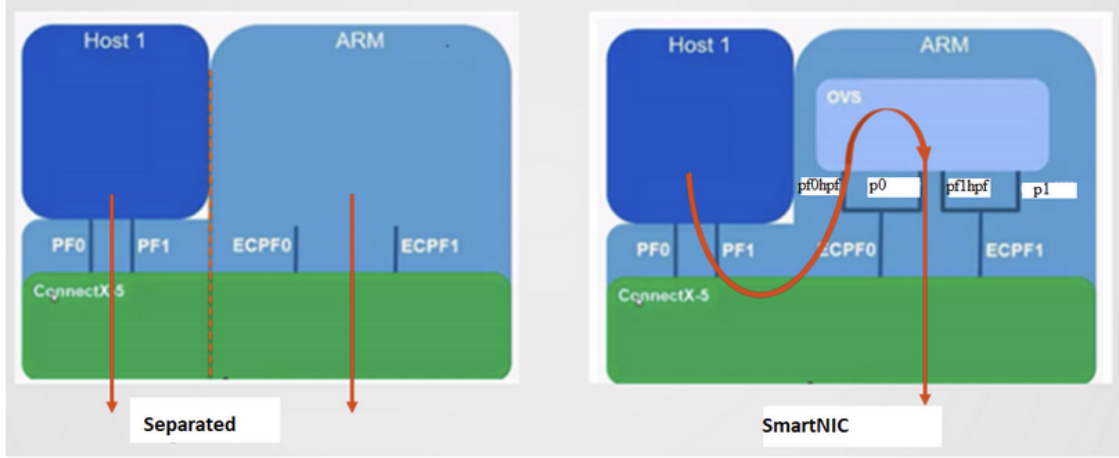 Host 1
ARM
PF0
PF1
ECPF0
ECPF1
ConnectX-5
Separated
Host 1
ARM
OVS
pf0hpf
p0
pf1hpf
p1
PF0
PF1
ECPF0
ECPF1
ConnectX-5
SmartNIC